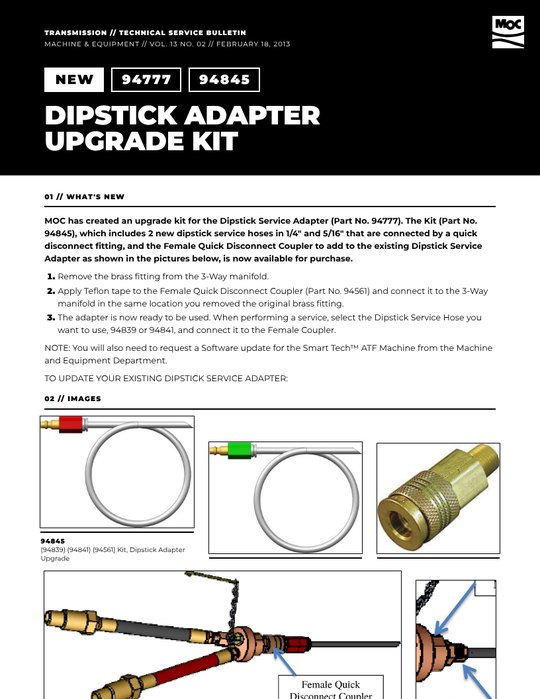 TRANSMISSION // TECHNICAL SERVICE BULLETIN
MACHINE & EQUIPMENT // VOL. 13 NO. 02 // FEBRUARY 18, 2013
MOC
NEW 94777 94845
DIPSTICK ADAPTER
UPGRADE KIT
01 // WHAT'S NEW
MOC has created an upgrade kit for the Dipstick Service Adapter (Part No. 94777). The Kit (Part No.
94845), which includes 2 new dipstick service hoses in 1/4" and 5/16" that are connected by a quick
disconnect fitting, and the Female Quick Disconnect Coupler to add to the existing Dipstick Service
Adapter as shown in the pictures below, is now available for purchase.
1. Remove the brass fitting from the 3-Way manifold.
2. Apply Teflon tape to the Female Quick Disconnect Coupler (Part No. 94561) and connect it to the 3-Way
manifold in the same location you removed the original brass fitting.
3. The adapter is now ready to be used. When performing a service, select the Dipstick Service Hose you
want to use, 94839 or 94841, and connect it to the Female Coupler.
NOTE: You will also need to request a Software update for the Smart Tech™ ATF Machine from the Machine
and Equipment Department.
TO UPDATE YOUR EXISTING DIPSTICK SERVICE ADAPTER:
02 // IMAGES
94845
(94839) (94841) (94561) Kit, Dipstick Adapter
Upgrade
Female Quick
Disconnect Coupler